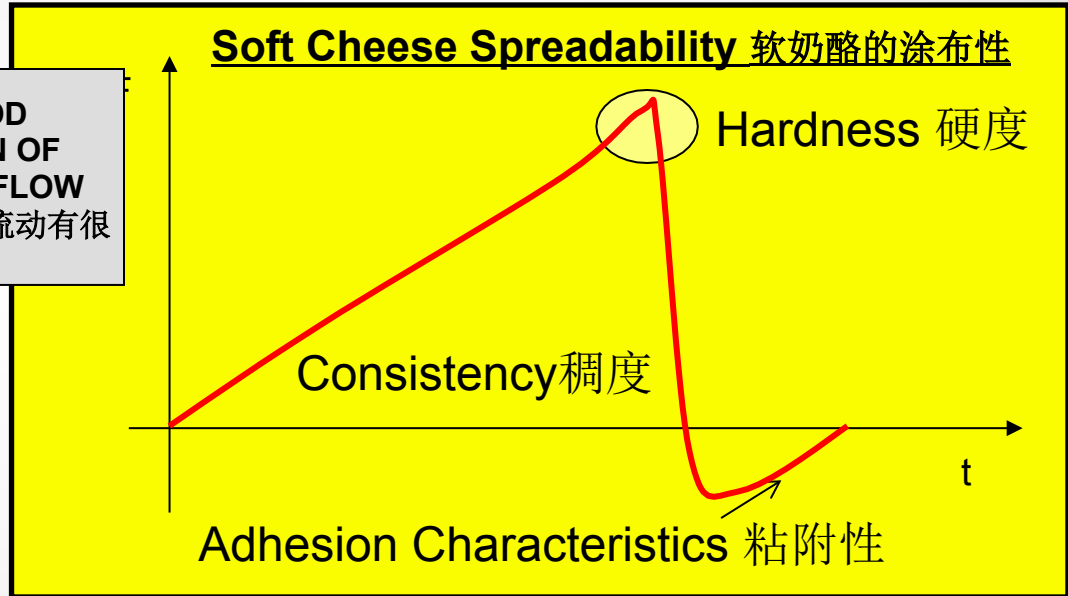 Soft Cheese Spreadability 软奶酪的涂布性
OF
FLOW
流动有很
Hardness 硬度
Consistency稠度
t
Adhesion Characteristics 粘附性